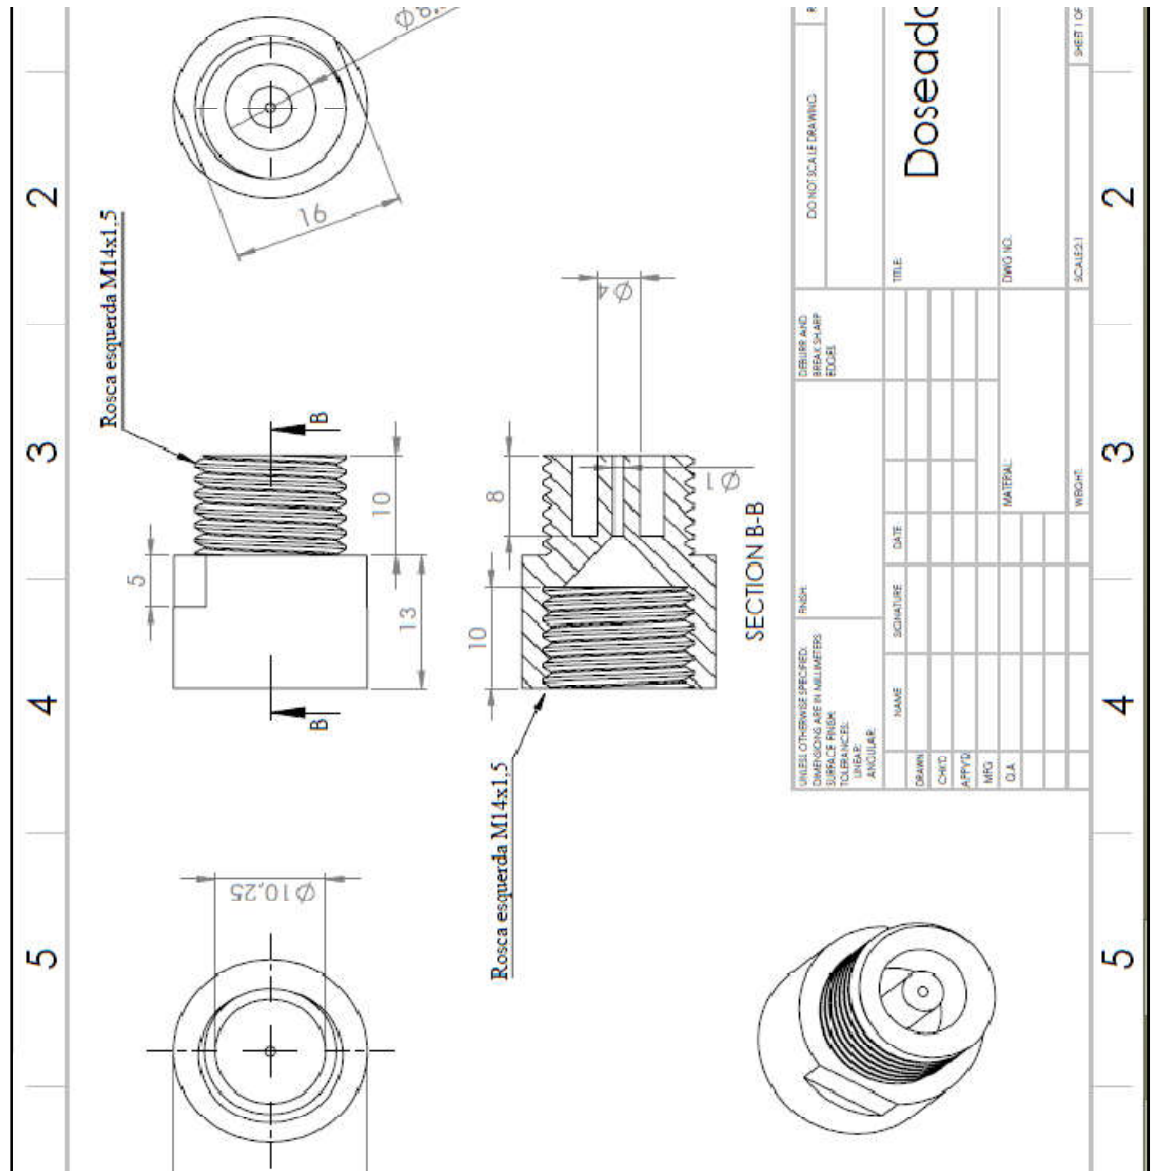 2
3
4
5
Rosca esquerda M14x1,5
16
B
B
10
5
13
Ø10,25
Ø4
8
Ø1
10
SECTION B-B
Rosca esquerda M14x1,5
UNLESS OTHERWISE SPECIFIED:
DIMENSIONS ARE IN MILLIMETERS
SURFACE FINISH:
TOLERANCES:
LINEAR:
ANGULAR:
FINISH:
DEBURR AND
BREAK SHARP
EDGES
DO NOT SCALE DRAWING
NAME
SIGNATURE
DATE
DRAWN
CHK'D
APPV'D
MFG
Q.A
TITLE:
MATERIAL:
DWG NO.
WEIGHT:
SCALE:2:1
SHEET 1 OF
2
3
4
5